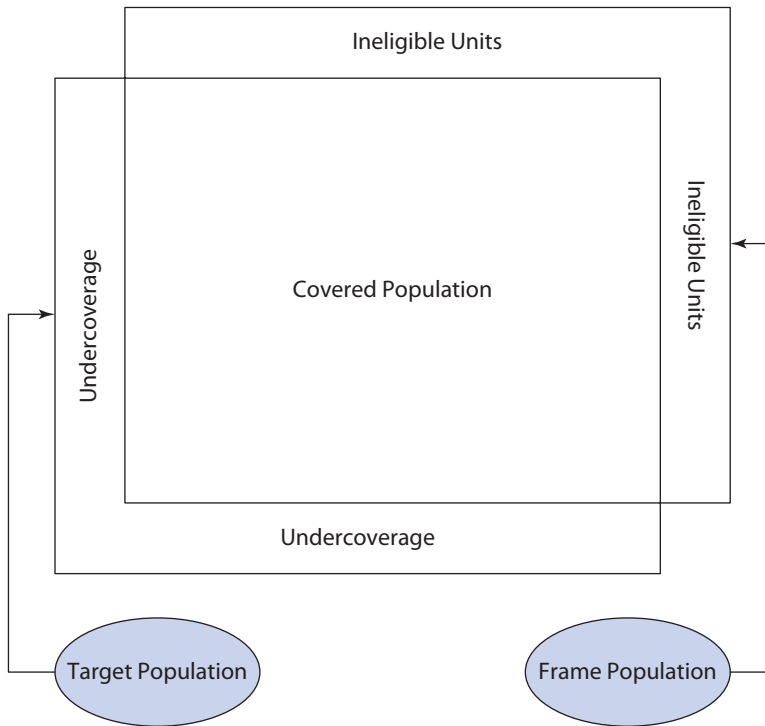 Ineligible Units
Undercoverage
Covered Population
Ineligible Units
Undercoverage
Target Population
Frame Population